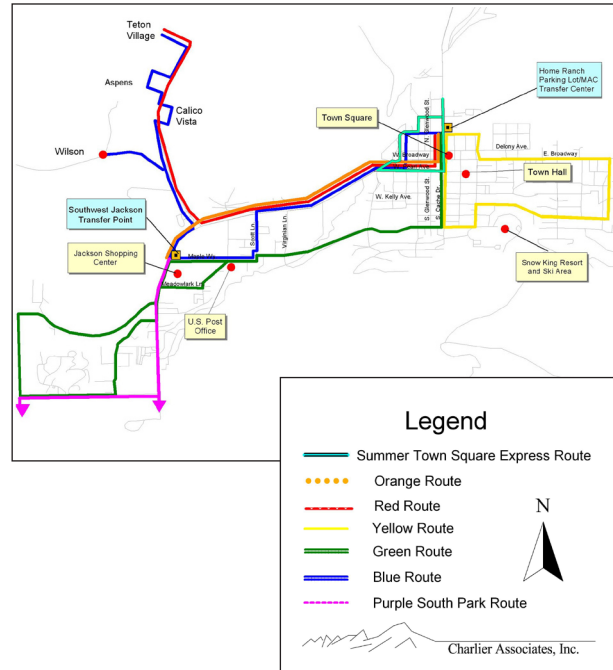 Teton
Village
Aspens
Calico
Vista
Wilson
Home Ranch
Parking Lot/MAC
Transfer Center
Town Square
N. Glenwood St.
W. Broadway
Delony Ave.
E. Broadway
Town Hall
W. Kelly Ave.
S. Glenwood St.
S. Cache Dr.
Southwest Jackson
Transfer Point
Scott Ln.
Virginian Ln.
Jackson Shopping
Center
Maple Wy.
Meadowlark Ln.
U.S. Post
Office
Snow King Resort
and Ski Area
Legend
Summer Town Square Express Route
Orange Route
Red Route
Yellow Route
Green Route
Blue Route
Purple South Park Route
N
Charlier Associates, Inc.